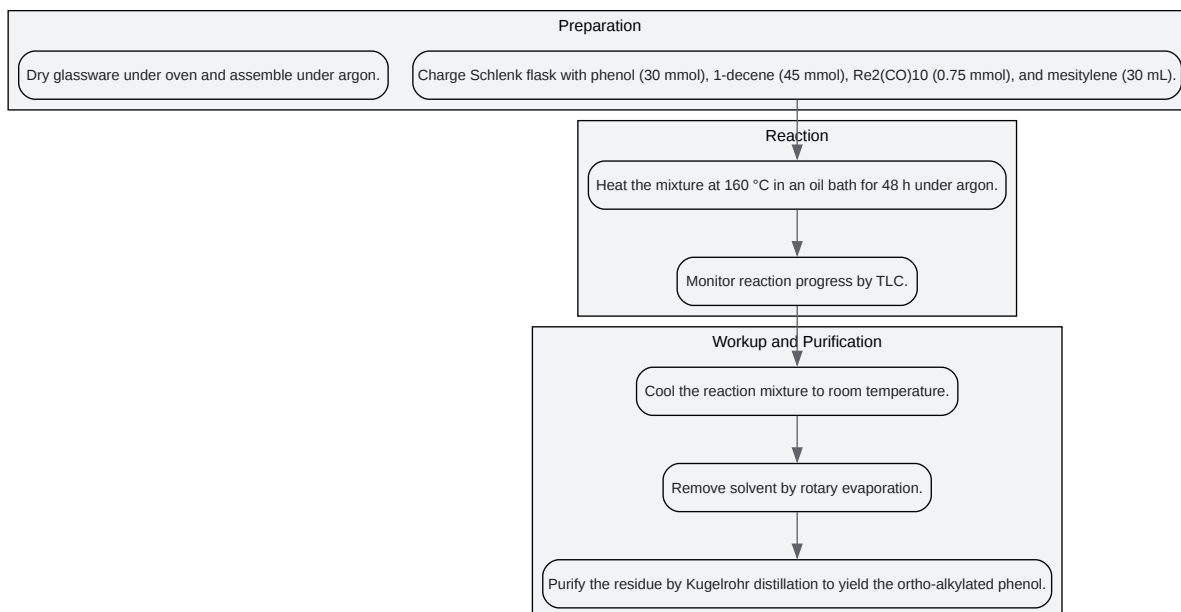 Preparation
Dry glassware under oven and assemble under argon.
Charge Schlenk flask with phenol (30 mmol), 1-decene (45 mmol), Re2(CO)10 (0.75 mmol), and mesitylene (30 mL).
Reaction
Heat the mixture at 160 °C in an oil bath for 48 h under argon.
Monitor reaction progress by TLC.
Workup and Purification
Cool the reaction mixture to room temperature.
Remove solvent by rotary evaporation.
Purify the residue by Kugelrohr distillation to yield the ortho-alkylated phenol.